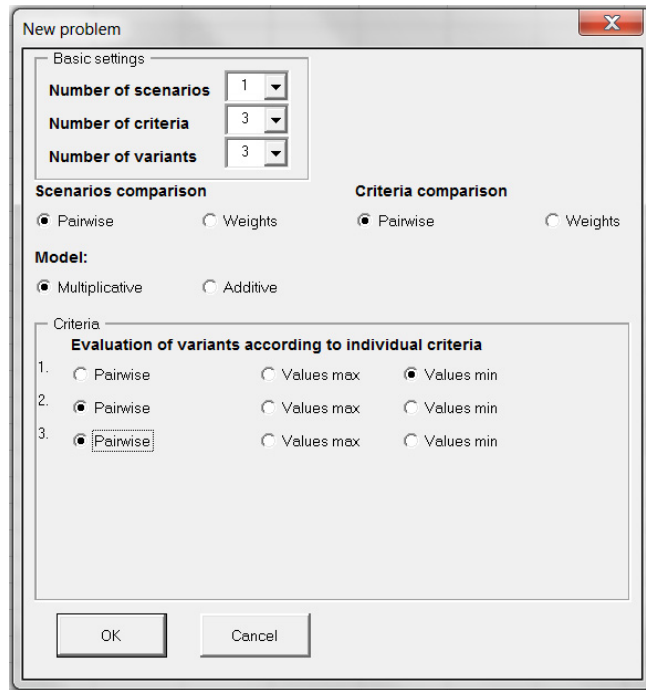 New problem
Basic settings
Number of scenarios 1
Number of criteria 3
Number of variants 3
Scenarios comparison Criteria comparison
Pairwise Weights Pairwise Weights
Model:
Multiplicative Additive
Criteria
Evaluation of variants according to individual criteria
1. Pairwise Values max Values min
2. Pairwise Values max Values min
3. Pairwise Values max Values min
OK Cancel